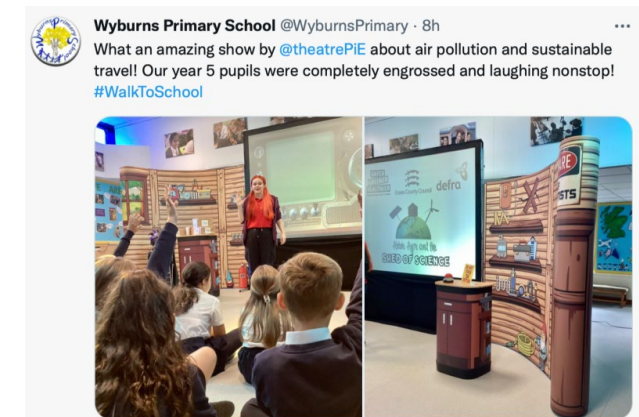 Wyburns Primary School @WyburnsPrimary · 8h
What an amazing show by @theatrePiE about air pollution and sustainable
travel! Our year 5 pupils were completely engrossed and laughing nonstop!
#WalkToSchool
Essex County Council
defra
SHED OF SCIENCE